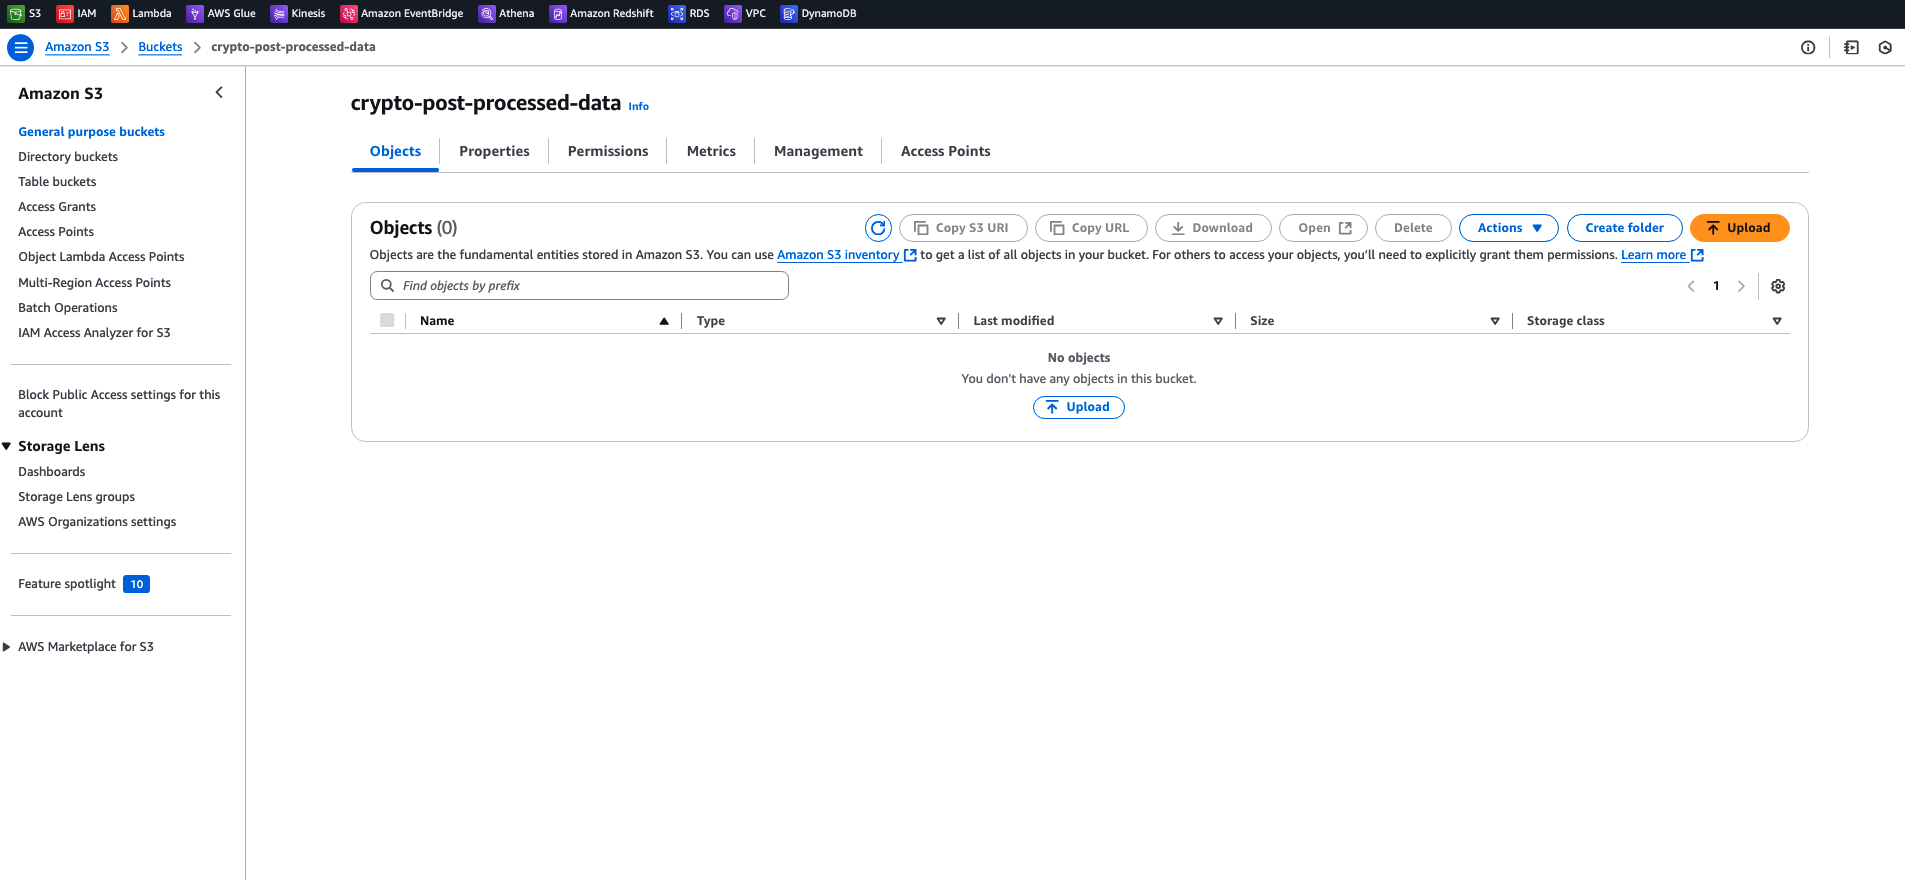 S3 IAM Lambda AWS Glue Kinesis Amazon EventBridge Athena Amazon Redshift RDS VPC DynamoDB
Amazon S3 Buckets crypto-post-processed-data
Amazon S3
General purpose buckets
Directory buckets
Table buckets
Access Grants
Access Points
Object Lambda Access Points
Multi-Region Access Points
Batch Operations
IAM Access Analyzer for S3
Block Public Access settings for this
account
Storage Lens
Dashboards
Storage Lens groups
AWS Organizations settings
Feature spotlight 10
AWS Marketplace for S3
crypto-post-processed-data Info
Objects Properties Permissions Metrics Management Access Points
Objects (0) Copy S3 URI Copy URL Download Open Delete Actions Create folder Upload
Objects are the fundamental entities stored in Amazon S3. You can use Amazon S3 inventory to get a list of all objects in your bucket. For others to access your objects, you'll need to explicitly grant them permissions. Learn more
Find objects by prefix 1
Name Type Last modified Size Storage class
No objects
You don't have any objects in this bucket.
Upload